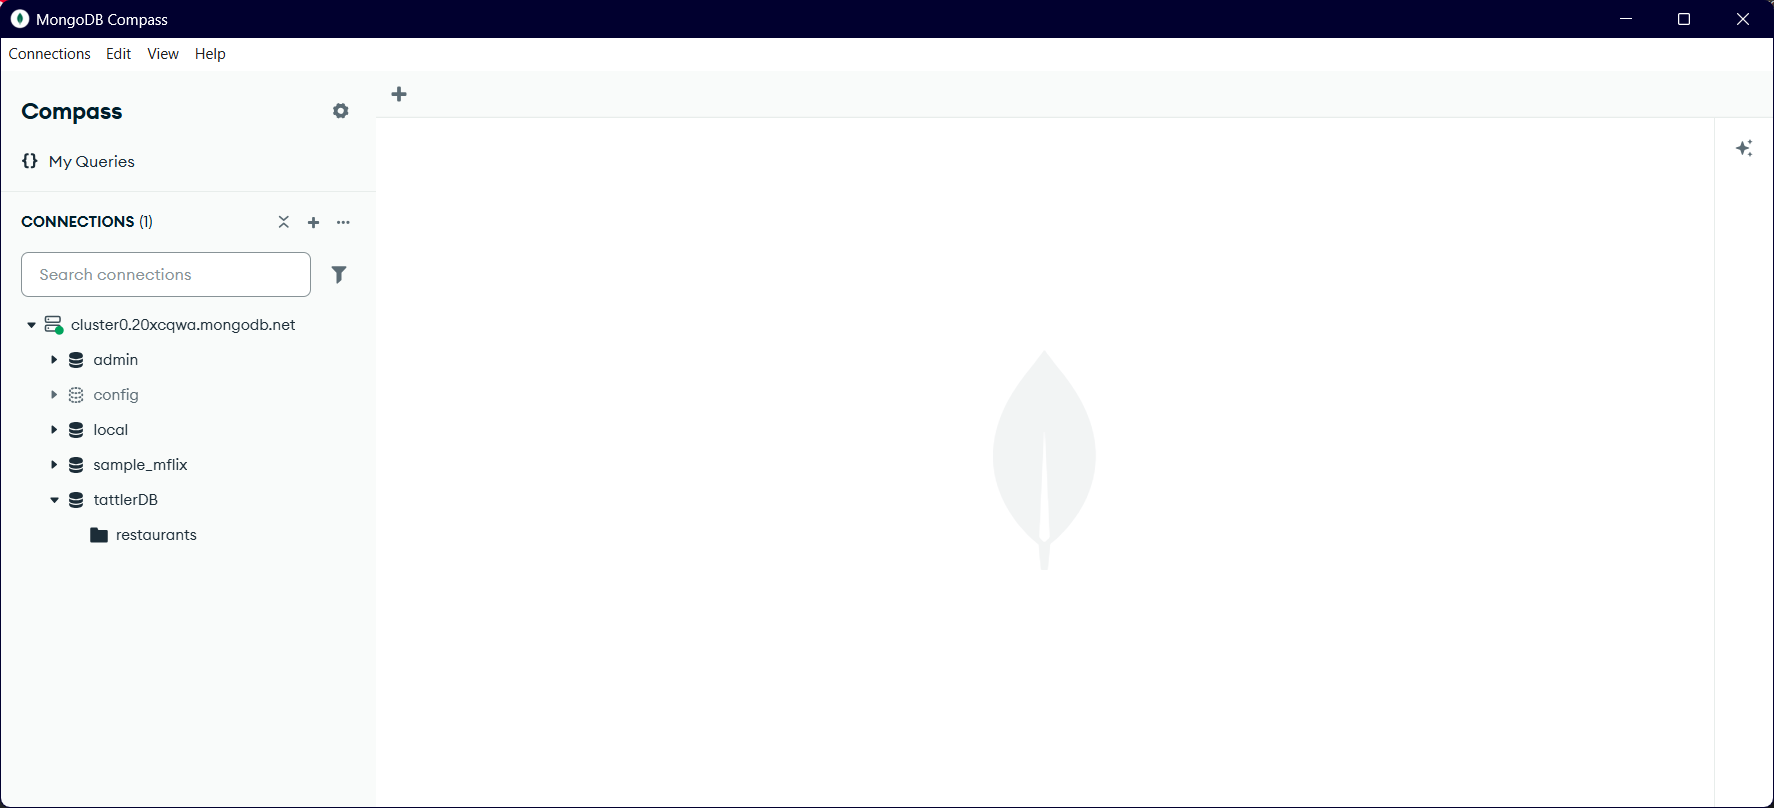 MongoDB Compass
Connections Edit View Help
Compass
{} My Queries
CONNECTIONS (1)
Search connections
cluster0.20xcqwa.mongodb.net
admin
config
local
sample_mflix
tattlerDB
restaurants